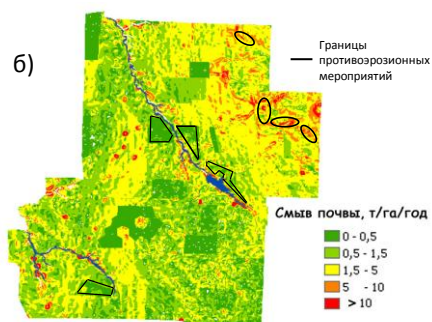 б)
Границы
противоэрозионных
мероприятий
Смыв почвы, т/га/год
0 - 0,5
0,5 - 1,5
1,5 - 5
5 - 10
> 10